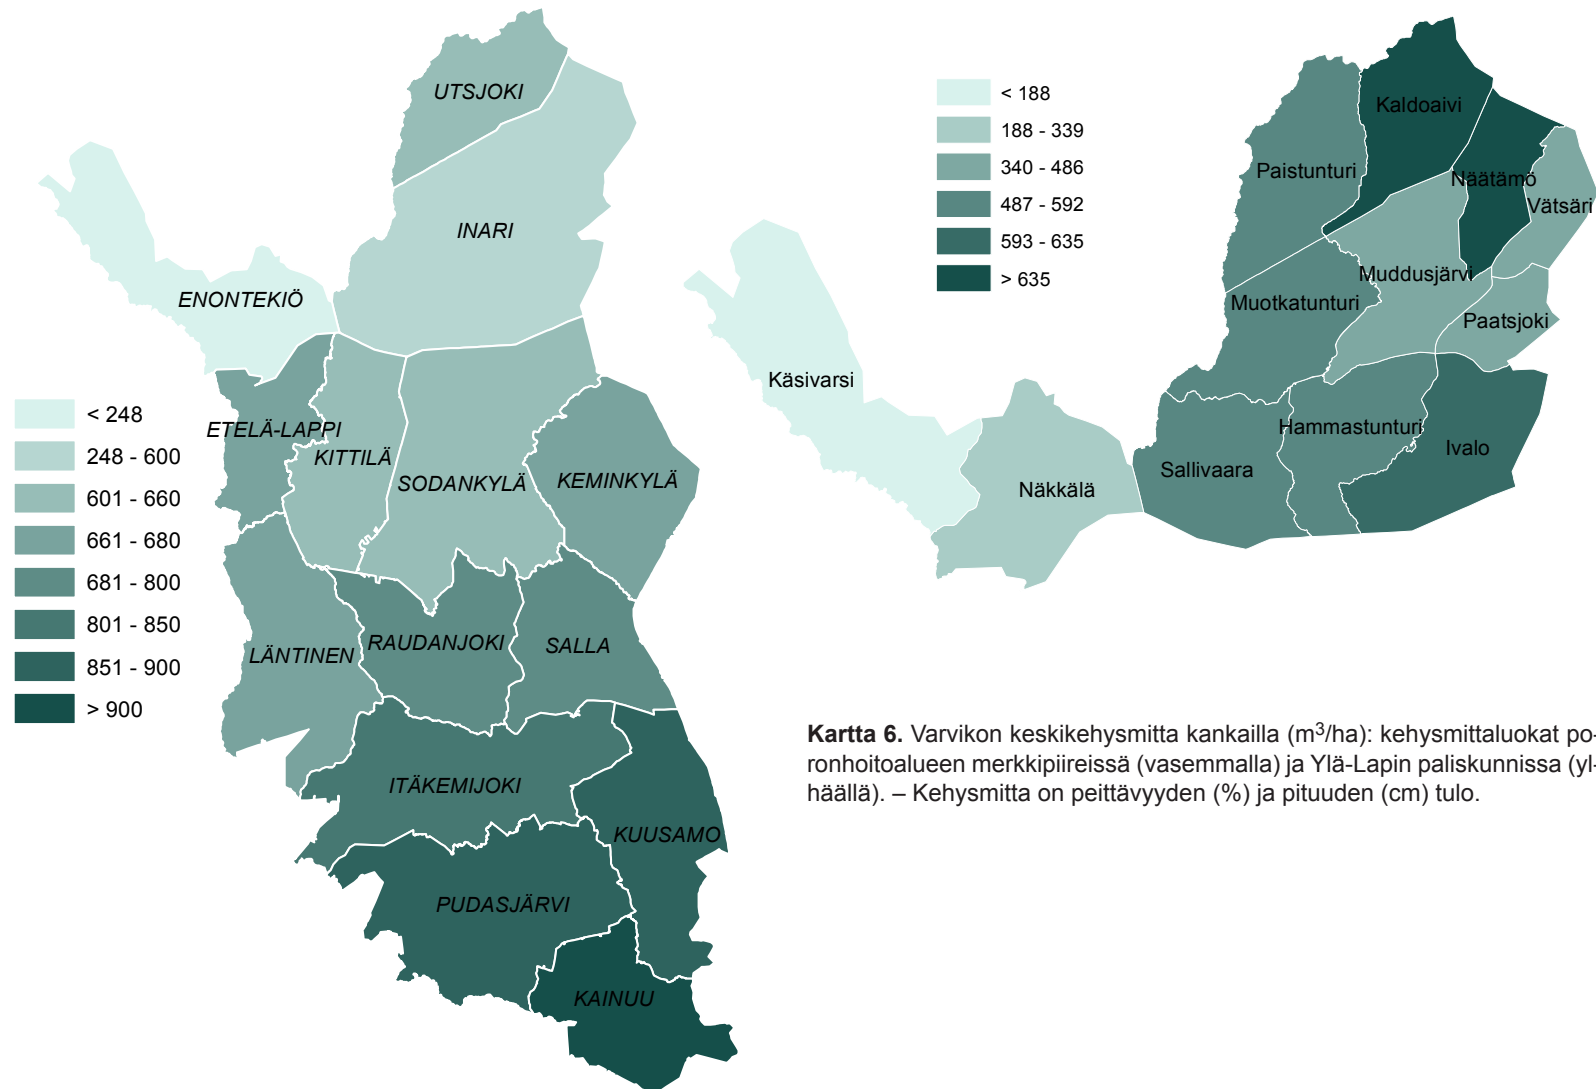 UTSJOKI
INARI
ENONTEKIÖ
ETELÄ-LAPPI
KITTILÄ
SODANKYLÄ
KEMINKYLÄ
LÄNTINEN
RAUDANJOKI
SALLA
ITÄKEMIJOKI
KUUSAMO
PUDASJÄRVI
KAINUU
< 248
248 - 600
601 - 660
661 - 680
681 - 800
801 - 850
851 - 900
> 900
< 188
188 - 339
340 - 486
487 - 592
593 - 635
> 635
Kaldoaivi
Paistunturi
Näätämö
Vätsäri
Muddusjärvi
Muotkatunturi
Paatsjoki
Käsivarsi
Hammastunturi
Ivalo
Sallivaara
Näkkälä
Kartta 6. Varvikon keskikehysmitta kankailla (m³/ha): kehysmittaluokat po-
ronhoitoalueen merkkipiireissä (vasemmalla) ja Ylä-Lapin paliskunnissa (yl-
häällä). – Kehysmitta on peittävyyden (%) ja pituuden (cm) tulo.